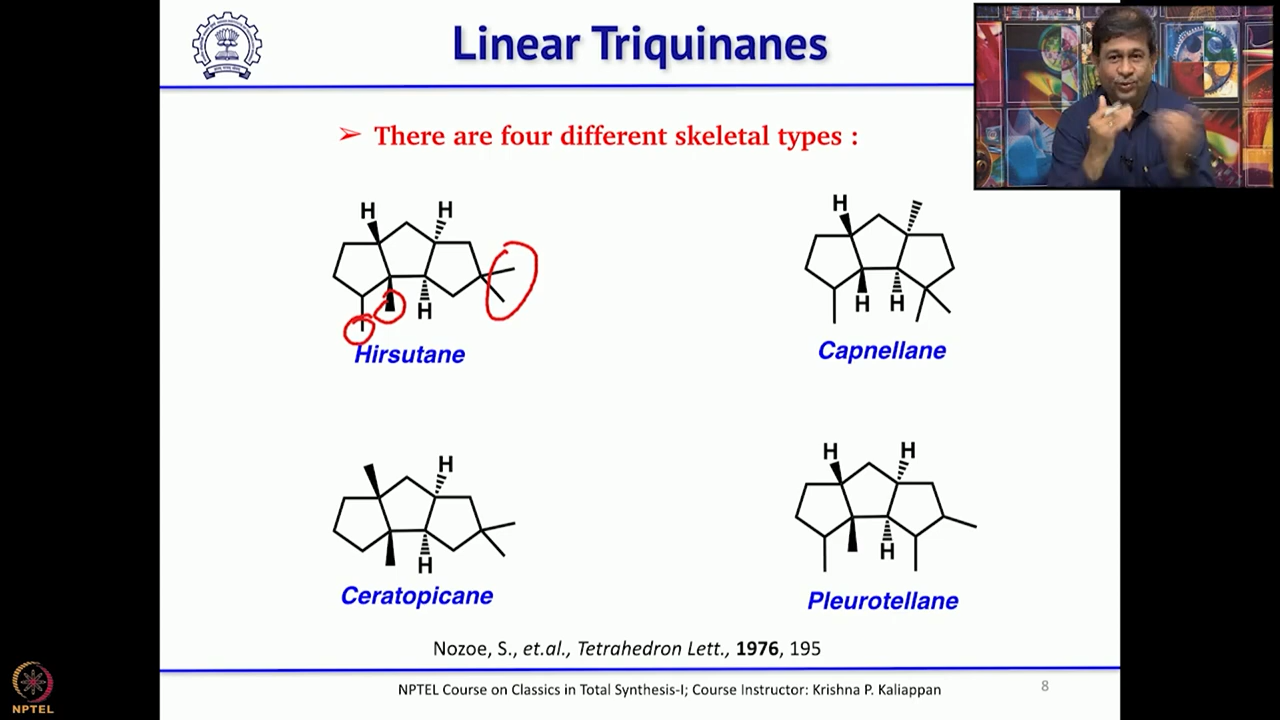 Linear Triquinanes
➢ There are four different skeletal types :
H H
H
Hirsutane
H
H H
Capnellane
H
H
Ceratopicane
H H
H
Pleurotellane
Nozoe, S., et.al., Tetrahedron Lett., 1976, 195
NPTEL Course on Classics in Total Synthesis-I; Course Instructor: Krishna P. Kaliappan
8
NPTEL